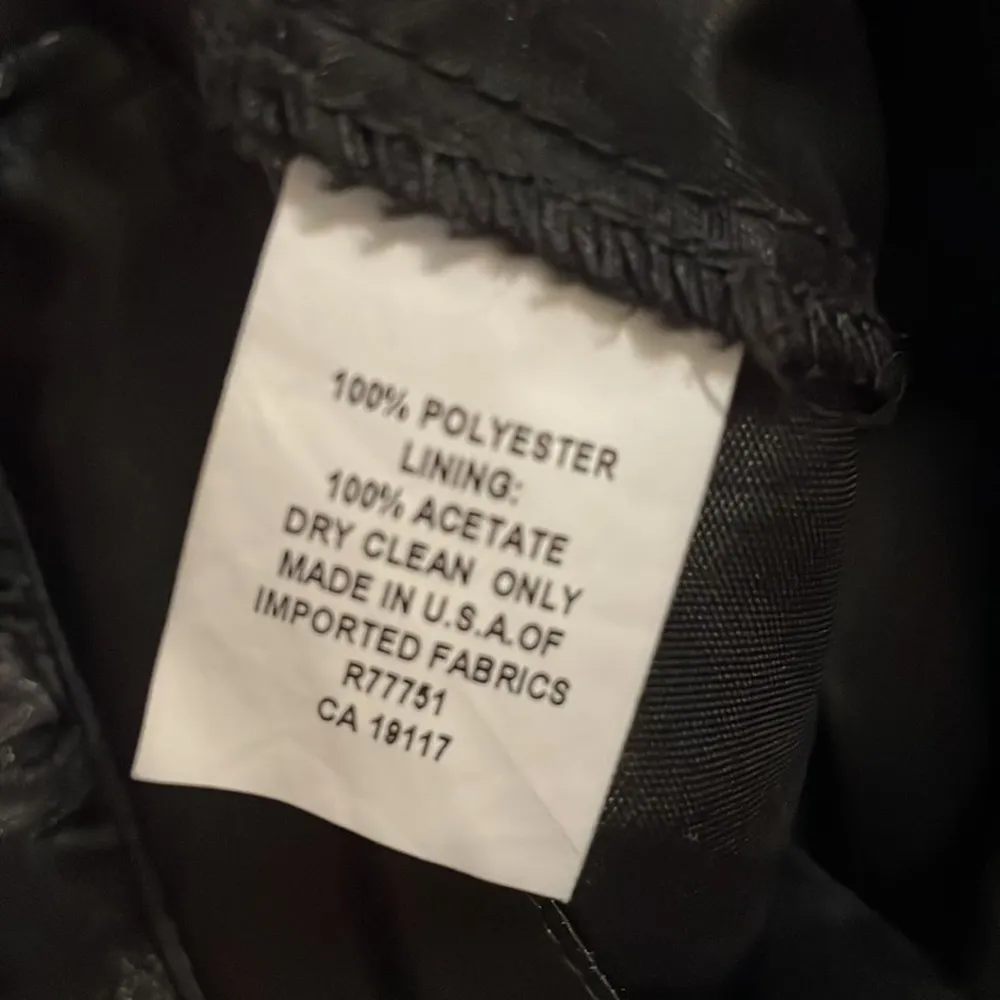 100% POLYESTER
LINING:
100% ACETATE
DRY CLEAN ONLY
MADE IN U.S.A.OF
IMPORTED FABRICS
R77751
CA 19117